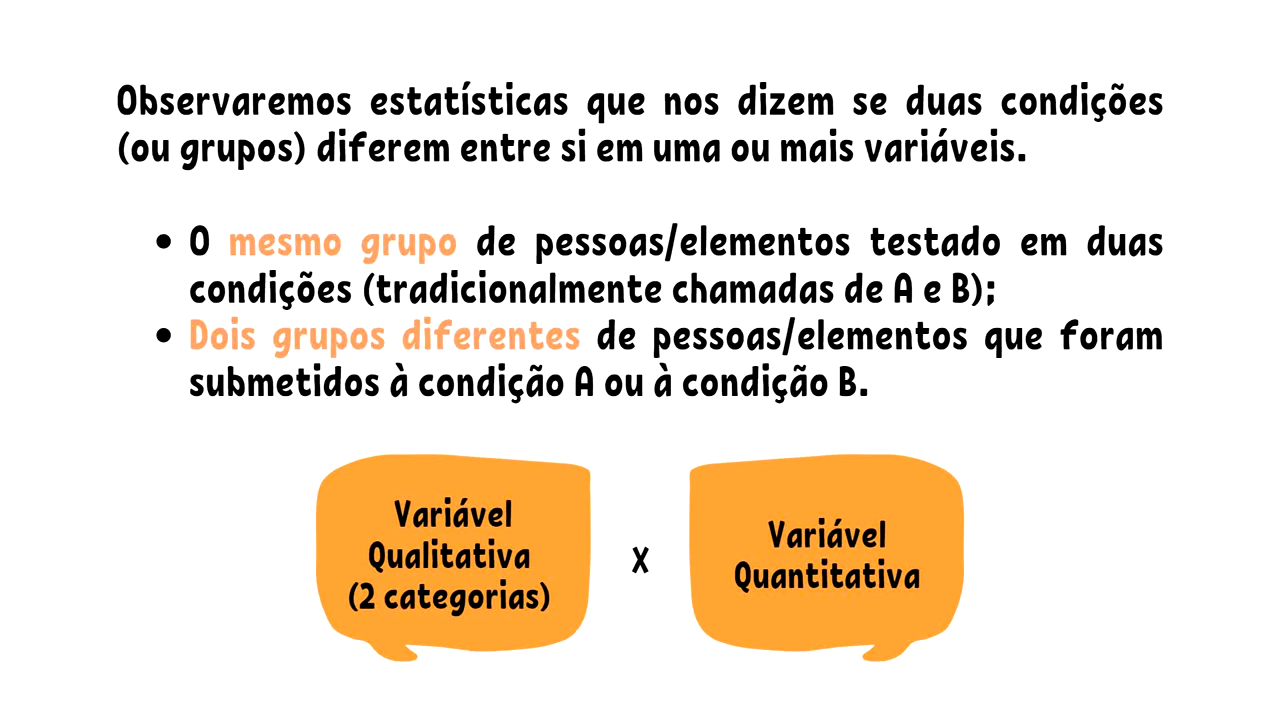 Observaremos estatísticas que nos dizem se duas condições
(ou grupos) diferem entre si em uma ou mais variáveis.
• O mesmo grupo de pessoas/elementos testado em duas
condições (tradicionalmente chamadas de A e B);
• Dois grupos diferentes de pessoas/elementos que foram
submetidos à condição A ou à condição B.
Variável
Qualitativa
(2 categorias)
X
Variável
Quantitativa